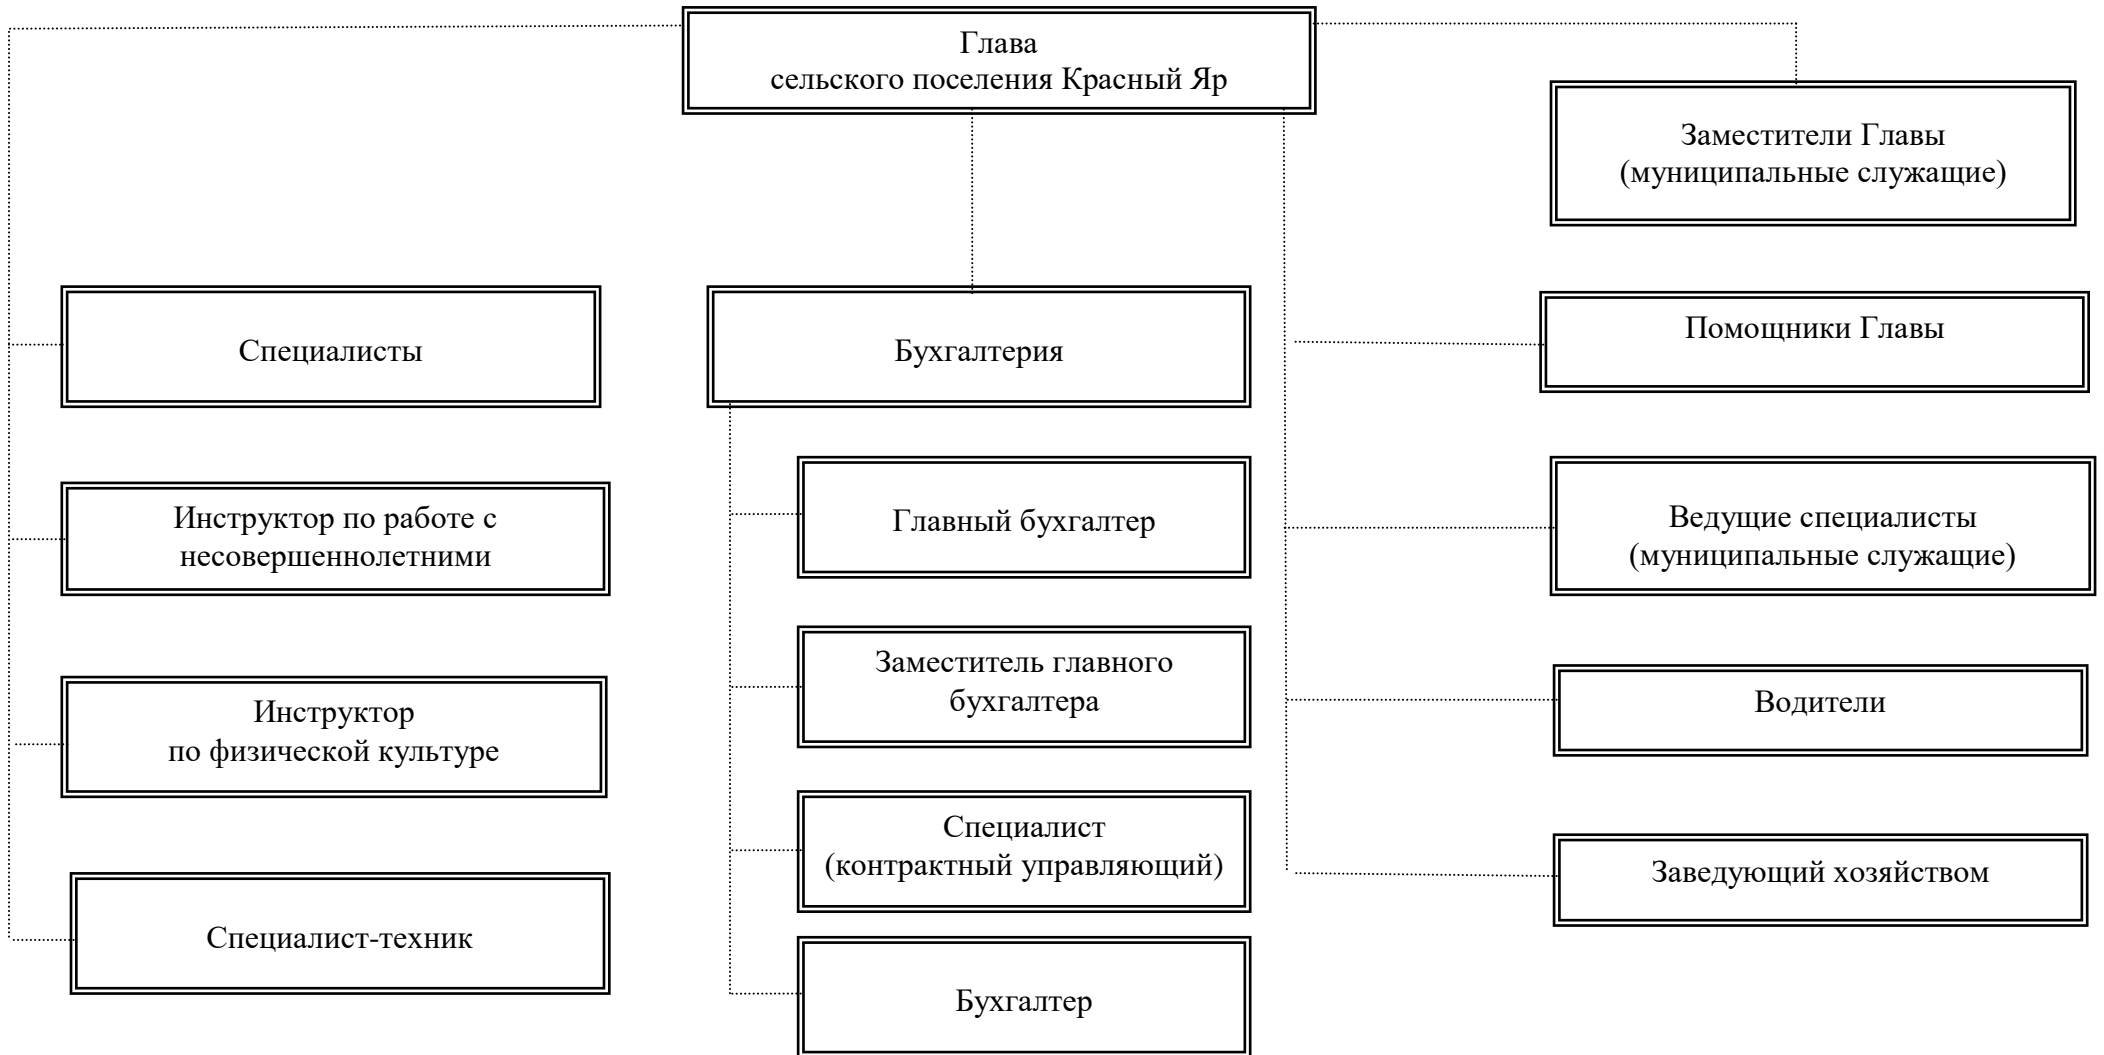 Глава
сельского поселения Красный Яр
Заместители Главы
(муниципальные служащие)
Специалисты
Бухгалтерия
Помощники Главы
Инструктор по работе с
несовершеннолетними
Главный бухгалтер
Ведущие специалисты
(муниципальные служащие)
Инструктор
по физической культуре
Заместитель главного
бухгалтера
Водители
Специалист
(контрактный управляющий)
Заведующий хозяйством
Специалист-техник
Бухгалтер